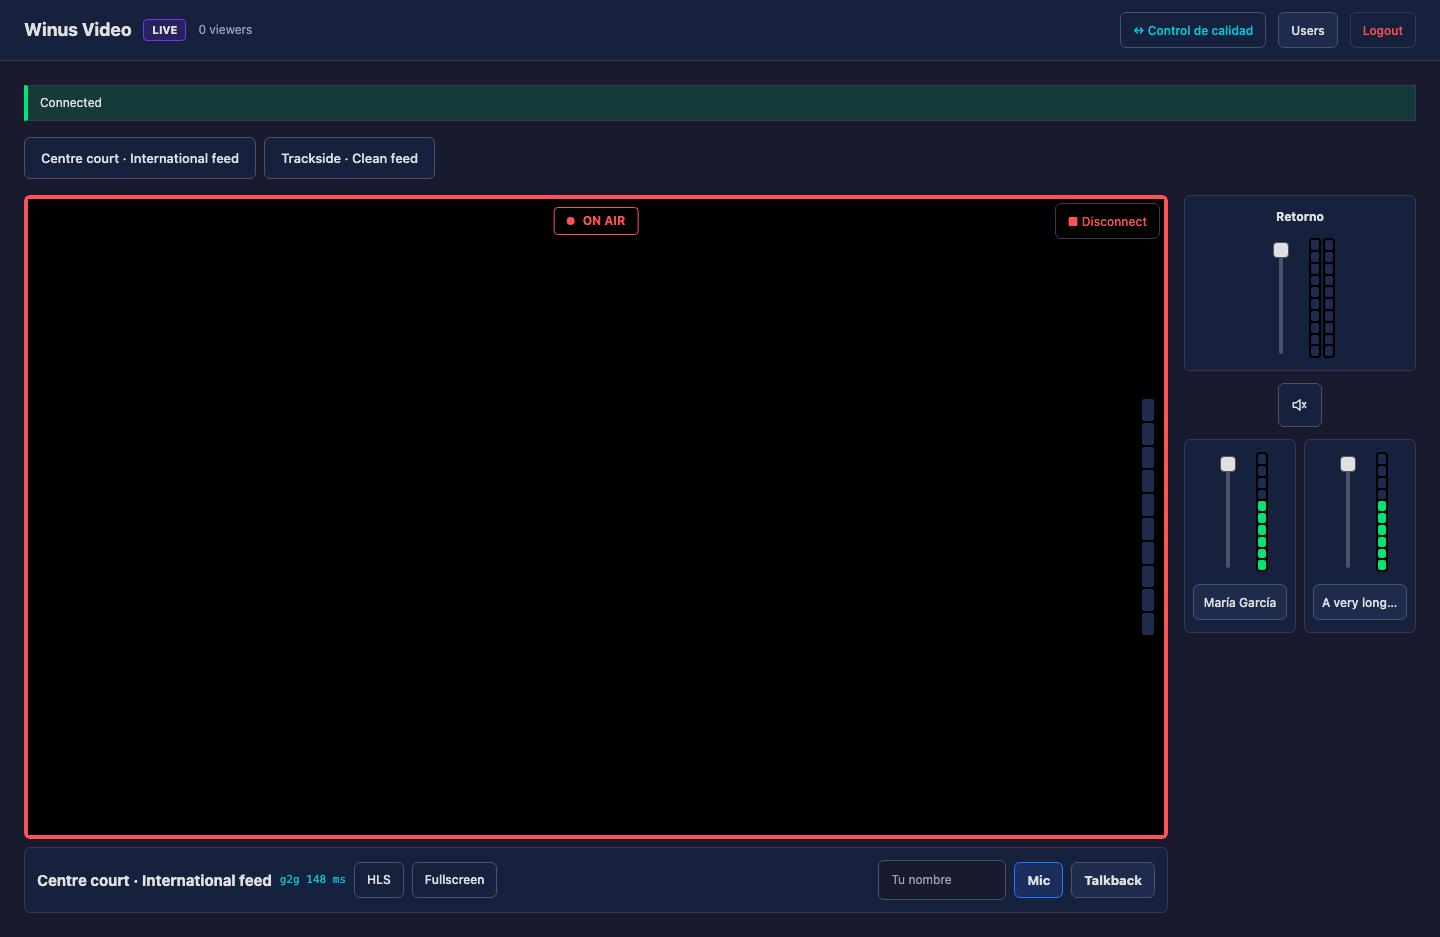 Winus Video
LIVE
0 viewers
↔ Control de calidad
Users
Logout
Connected
Centre court · International feed
Trackside · Clean feed
ON AIR
Disconnect
Retorno
María García
A very long...
Centre court · International feed
g2g 148 ms
HLS
Fullscreen
Tu nombre
Mic
Talkback